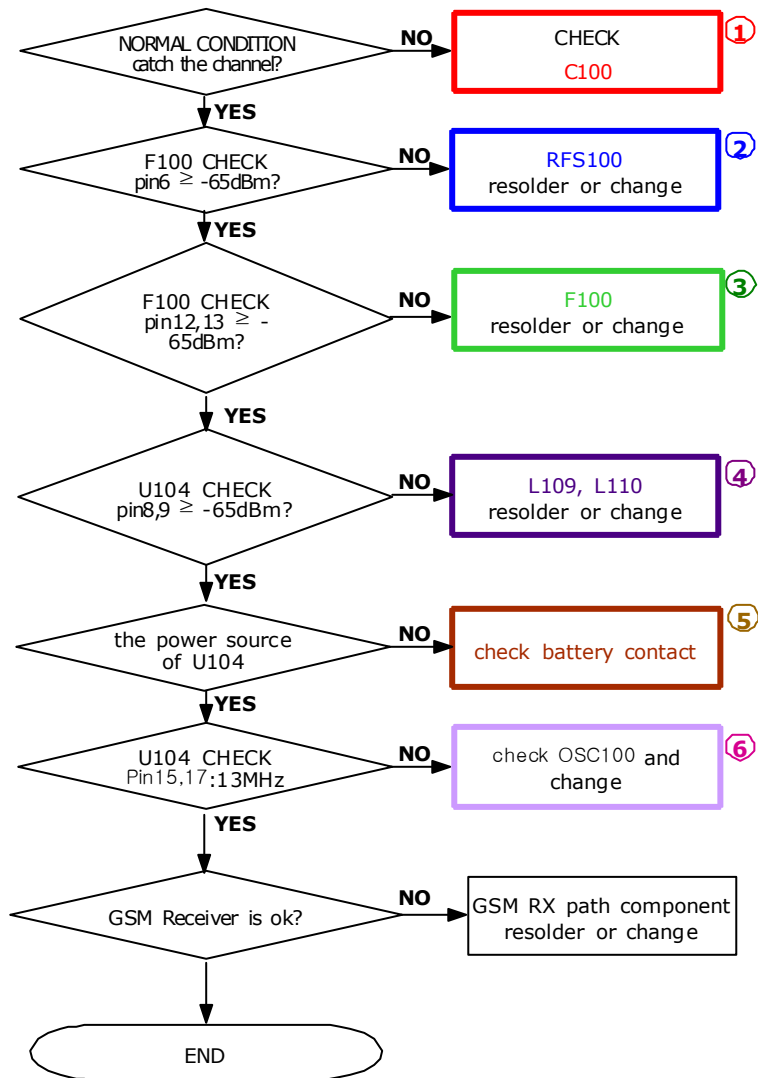 NORMAL CONDITION
catch the channel?
NO
CHECK
C100
1
YES
F100 CHECK
pin6 ≥ -65dBm?
NO
RFS100
resolder or change
2
YES
F100 CHECK
pin12,13 ≥ -
65dBm?
NO
F100
resolder or change
3
YES
U104 CHECK
pin8,9 ≥ -65dBm?
NO
L109, L110
resolder or change
4
YES
the power source
of U104
NO
check battery contact
5
YES
U104 CHECK
Pin15,17:13MHz
NO
check OSC100 and
change
6
YES
GSM Receiver is ok?
NO
GSM RX path component
resolder or change
END